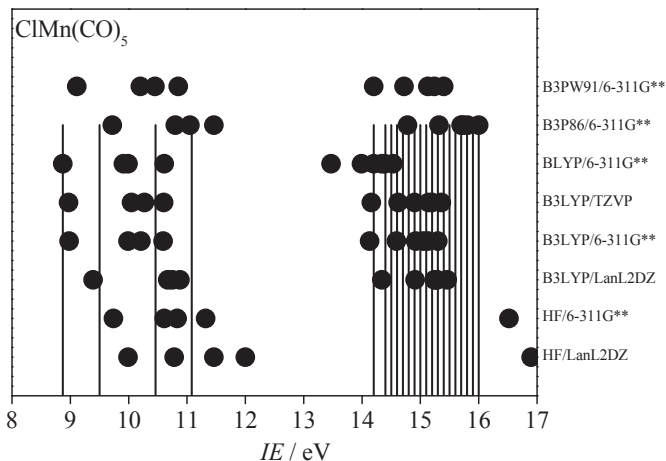 ClMn(CO)₅
B3PW91/6-311G**
B3P86/6-311G**
BLYP/6-311G**
B3LYP/TZVP
B3LYP/6-311G**
B3LYP/LanL2DZ
HF/6-311G**
HF/LanL2DZ
8 9 10 11 12 13 14 15 16 17
IE / eV